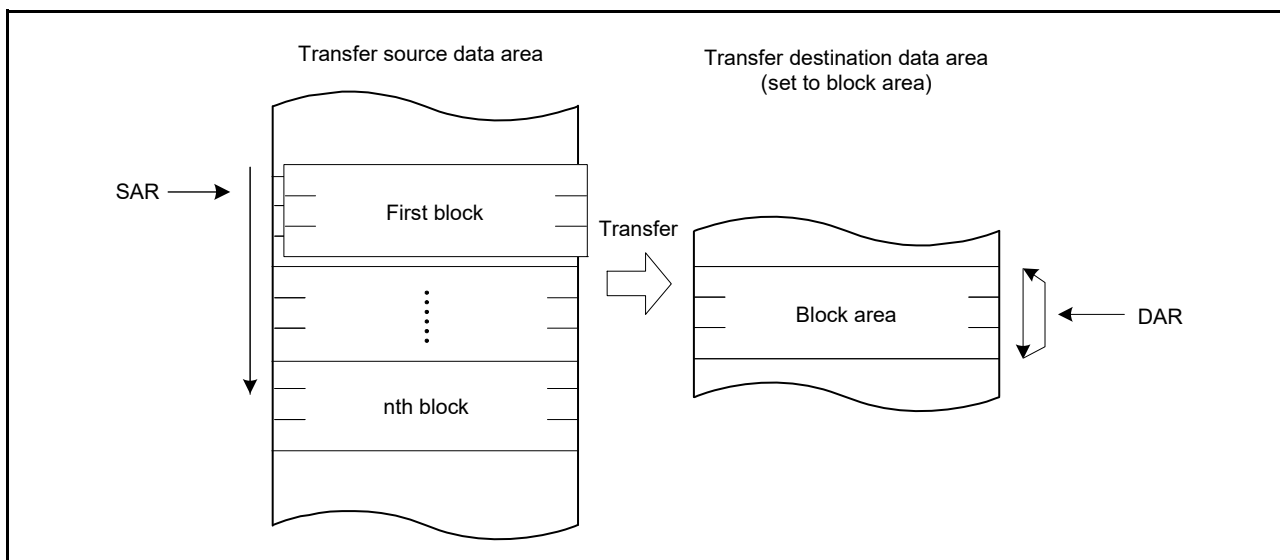 Transfer source data area
Transfer destination data area
(set to block area)
SAR
First block
Transfer
Block area
DAR
nth block